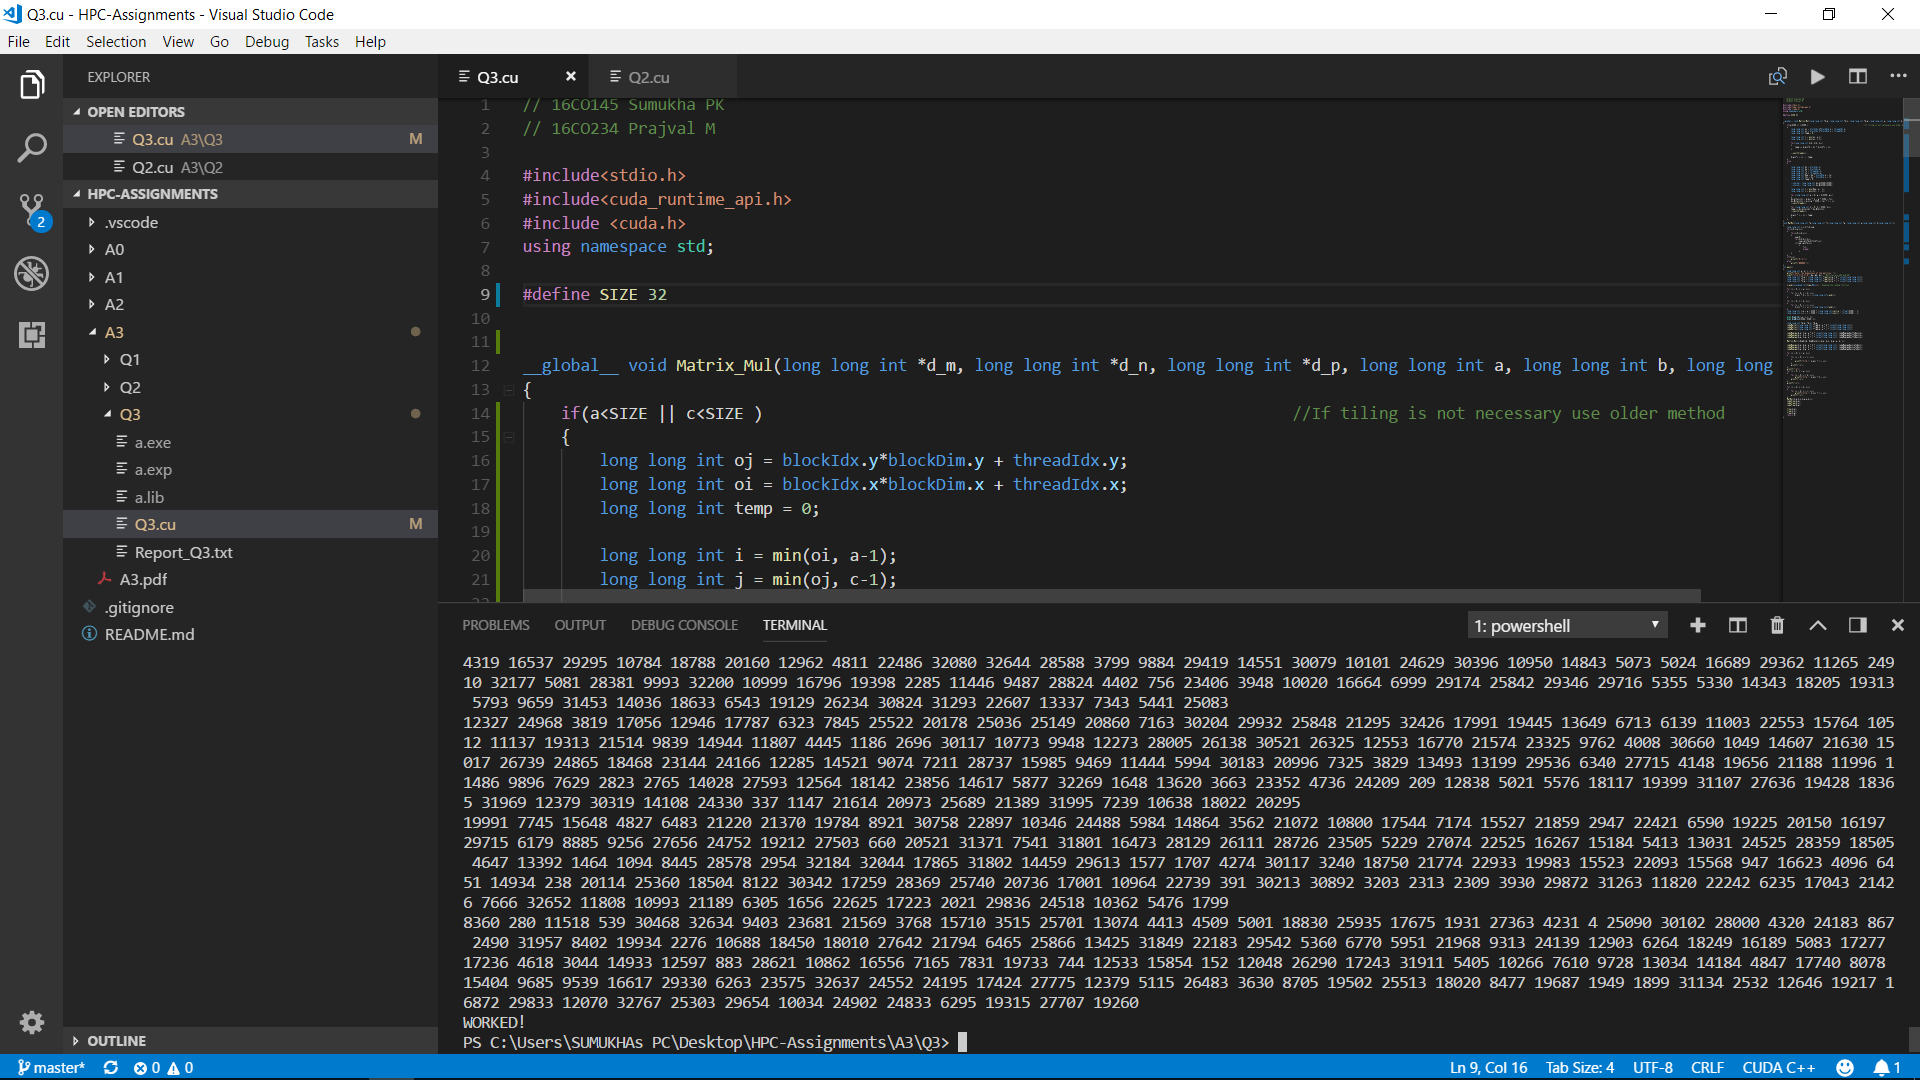 Q3.cu - HPC-Assignments - Visual Studio Code
File Edit Selection View Go Debug Tasks Help
EXPLORER
OPEN EDITORS
Q3.cu A3\Q3 M
Q2.cu A3\Q2
HPC-ASSIGNMENTS
.vscode
A0
A1
A2
A3
Q1
Q2
Q3
a.exe
a.exp
a.lib
Q3.cu M
Report_Q3.txt
A3.pdf
.gitignore
README.md
OUTLINE
2
Q3.cu
Q2.cu
1 // 16CO145 Sumukha PK
2 // 16CO234 Prajval M
3
4 #include<stdio.h>
5 #include<cuda_runtime_api.h>
6 #include <cuda.h>
7 using namespace std;
8
9 #define SIZE 32
10
11
12 __global__ void Matrix_Mul(long long int *d_m, long long int *d_n, long long int *d_p, long long int a, long long int b, long long
13 {
14 if(a<SIZE || c<SIZE ) //If tiling is not necessary use older method
15 {
16 long long int oj = blockIdx.y*blockDim.y + threadIdx.y;
17 long long int oi = blockIdx.x*blockDim.x + threadIdx.x;
18 long long int temp = 0;
19
20 long long int i = min(oi, a-1);
21 long long int j = min(oj, c-1);
PROBLEMS OUTPUT DEBUG CONSOLE TERMINAL
1: powershell
4319 16537 29295 10784 18788 20160 12962 4811 22486 32080 32644 28588 3799 9884 29419 14551 30079 10101 24629 30396 10950 14843 5073 5024 16689 29362 11265 249
10 32177 5081 28381 9993 32200 10999 16796 19398 2285 11446 9487 28824 4402 756 23406 3948 10020 16664 6999 29174 25842 29346 29716 5355 5330 14343 18205 19313
5793 9659 31453 14036 18633 6543 19129 26234 30824 31293 22607 13337 7343 5441 25083
12327 24968 3819 17056 12946 17787 6323 7845 25522 20178 25036 25149 20860 7163 30204 29932 25848 21295 32426 17991 19445 13649 6713 6139 11003 22553 15764 105
12 11137 19313 21514 9839 14944 11807 4445 1186 2696 30117 10773 9948 12273 28005 26138 30521 26325 12553 16770 21574 23325 9762 4008 30660 1049 14607 21630 15
017 26739 24865 18468 23144 24166 12285 14521 9074 7211 28737 15985 9469 11444 5994 30183 20996 7325 3829 13493 13199 29536 6340 27715 4148 19656 21188 11996 1
1486 9896 7629 2823 2765 14028 27593 12564 18142 23856 14617 5877 32269 1648 13620 3663 23352 4736 24209 209 12838 5021 5576 18117 19399 31107 27636 19428 1836
5 31969 12379 30319 14108 24330 337 1147 21614 20973 25689 21389 31995 7239 10638 18022 20295
19991 7745 15648 4827 6483 21220 21370 19784 8921 30758 22897 10346 24488 5984 14864 3562 21072 10800 17544 7174 15527 21859 2947 22421 6590 19225 20150 16197
29715 6179 8885 9256 27656 24752 19212 27503 660 20521 31371 7541 31801 16473 28129 26111 28726 23505 5229 27074 22525 16267 15184 5413 13031 24525 28359 18505
4647 13392 1464 1094 8445 28578 2954 32184 32044 17865 31802 14459 29613 1577 1707 4274 30117 3240 18750 21774 22933 19983 15523 22093 15568 947 16623 4096 64
51 14934 238 20114 25360 18504 8122 30342 17259 28369 25740 20736 17001 10964 22739 391 30213 30892 3203 2313 2309 3930 29872 31263 11820 22242 6235 17043 2142
6 7666 32652 11808 10993 21189 6305 1656 22625 17223 2021 29836 24518 10362 5476 1799
8360 280 11518 539 30468 32634 9403 23681 21569 3768 15710 3515 25701 13074 4413 4509 5001 18830 25935 17675 1931 27363 4231 4 25090 30102 28000 4320 24183 867
2490 31957 8402 19934 2276 10688 18450 18010 27642 21794 6465 25866 13425 31849 22183 29542 5360 6770 5951 21968 9313 24139 12903 6264 18249 16189 5083 17277
17236 4618 3044 14933 12597 883 28621 10862 16556 7165 7831 19733 744 12533 15854 152 12048 26290 17243 31911 5405 10266 7610 9728 13034 14184 4847 17740 8078
15404 9685 9539 16617 29330 6263 23575 32637 24552 24195 17424 27775 12379 5115 26483 3630 8705 19502 25513 18020 8477 19687 1949 1899 31134 2532 12646 19217 1
6872 29833 12070 32767 25303 29654 10034 24902 24833 6295 19315 27707 19260
WORKED!
PS C:\Users\SUMUKHAs PC\Desktop\HPC-Assignments\A3\Q3>
master* 0 0 Ln 9, Col 16 Tab Size: 4 UTF-8 CRLF CUDA C++ 1